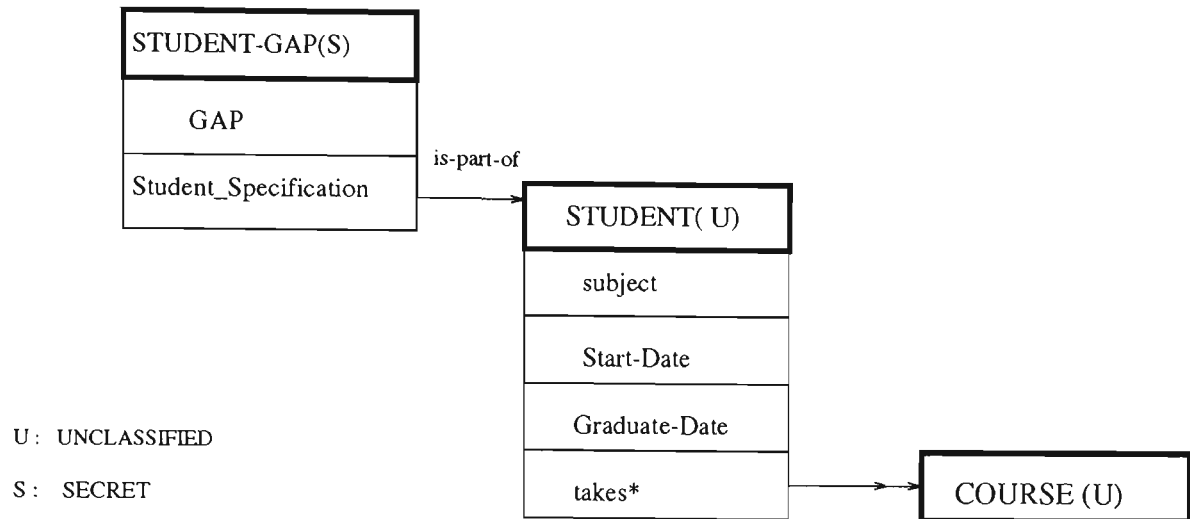 STUDENT-GAP(S)
GAP
Student_Specification
is-part-of
STUDENT( U)
subject
Start-Date
Graduate-Date
takes*
COURSE (U)
U : UNCLASSIFIED
S : SECRET